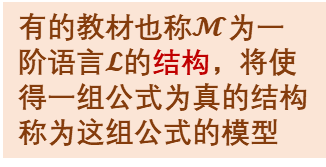 有的教材也称ℳ为一
阶语言ℒ的结构，将使
得一组公式为真的结构
称为这组公式的模型